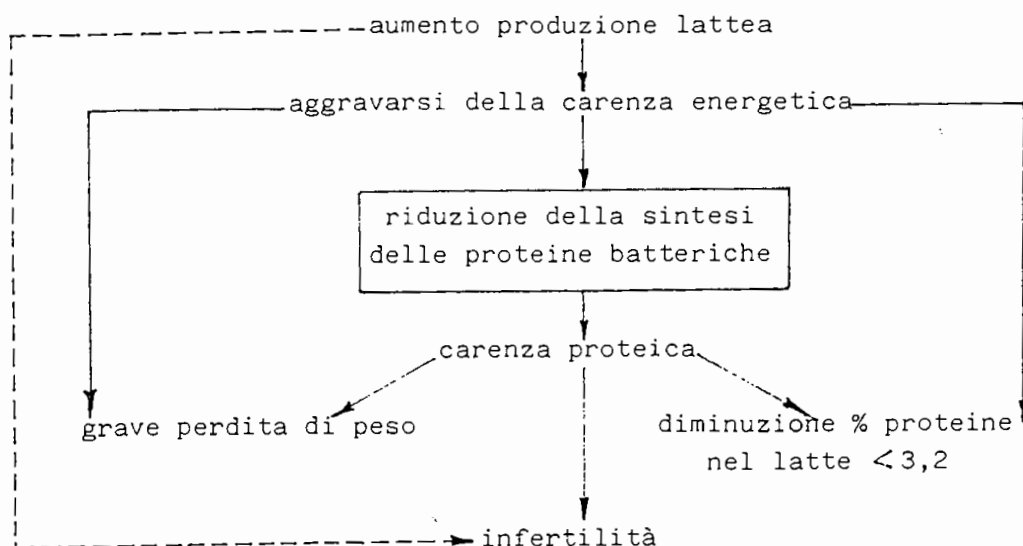 aumento produzione lattea
aggravarsi della carenza energetica
riduzione della sintesi
delle proteine batteriche
carenza proteica
grave perdita di peso
diminuzione % proteine
nel latte <3,2
infertilità